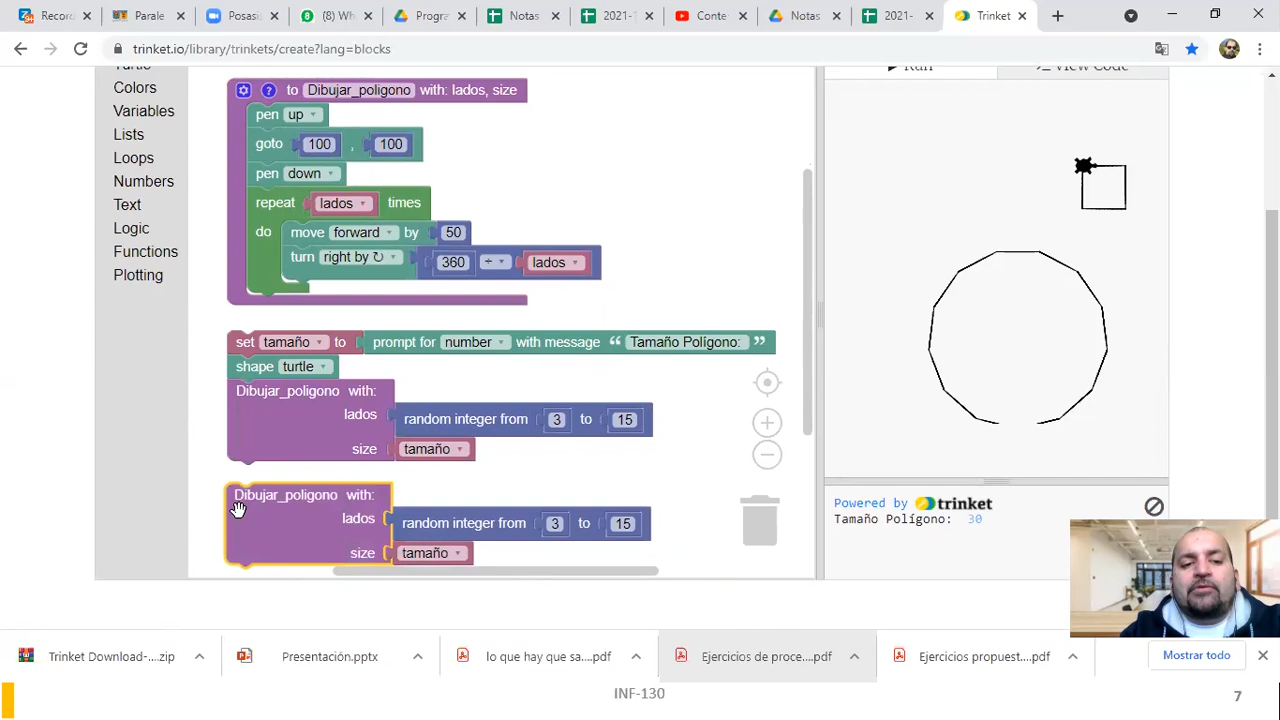 Recora
Parale
Posas
(8) Wh
Progra
Notas
2021-1
Conte
Notas
2021-
Trinket
trinket.io/library/trinkets/create?lang=blocks
Turtle
Colors
Variables
Lists
Loops
Numbers
Text
Logic
Functions
Plotting
to Dibujar_poligono with: lados, size
pen up
goto 100 , 100
pen down
repeat lados times
do move forward by 50
turn right by ↻ 360 ÷ lados
set tamaño to prompt for number with message “ Tamaño Polígono: ”
shape turtle
Dibujar_poligono with:
lados random integer from 3 to 15
size tamaño
Dibujar_poligono with:
lados random integer from 3 to 15
size tamaño
Run
View Code
Powered by trinket
Tamaño Polígono: 30
Trinket Download-....zip
Presentación.pptx
lo que hay que sa....pdf
Ejercicios de proce....pdf
Ejercicios propuest....pdf
Mostrar todo
INF-130
7